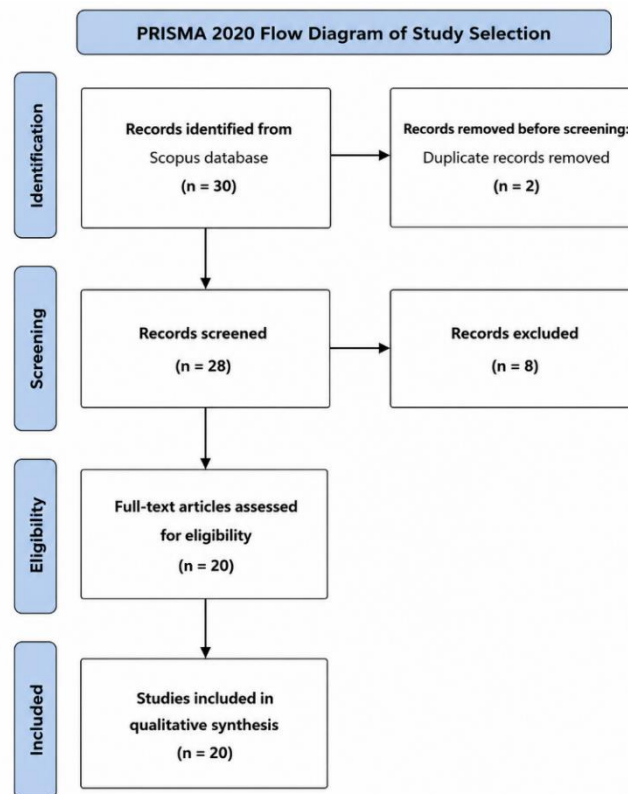 PRISMA 2020 Flow Diagram of Study Selection
Identification
Records identified from
Scopus database
(n = 30)
Records removed before screening:
Duplicate records removed
(n = 2)
Screening
Records screened
(n = 28)
Records excluded
(n = 8)
Eligibility
Full-text articles assessed
for eligibility
(n = 20)
Included
Studies included in
qualitative synthesis
(n = 20)